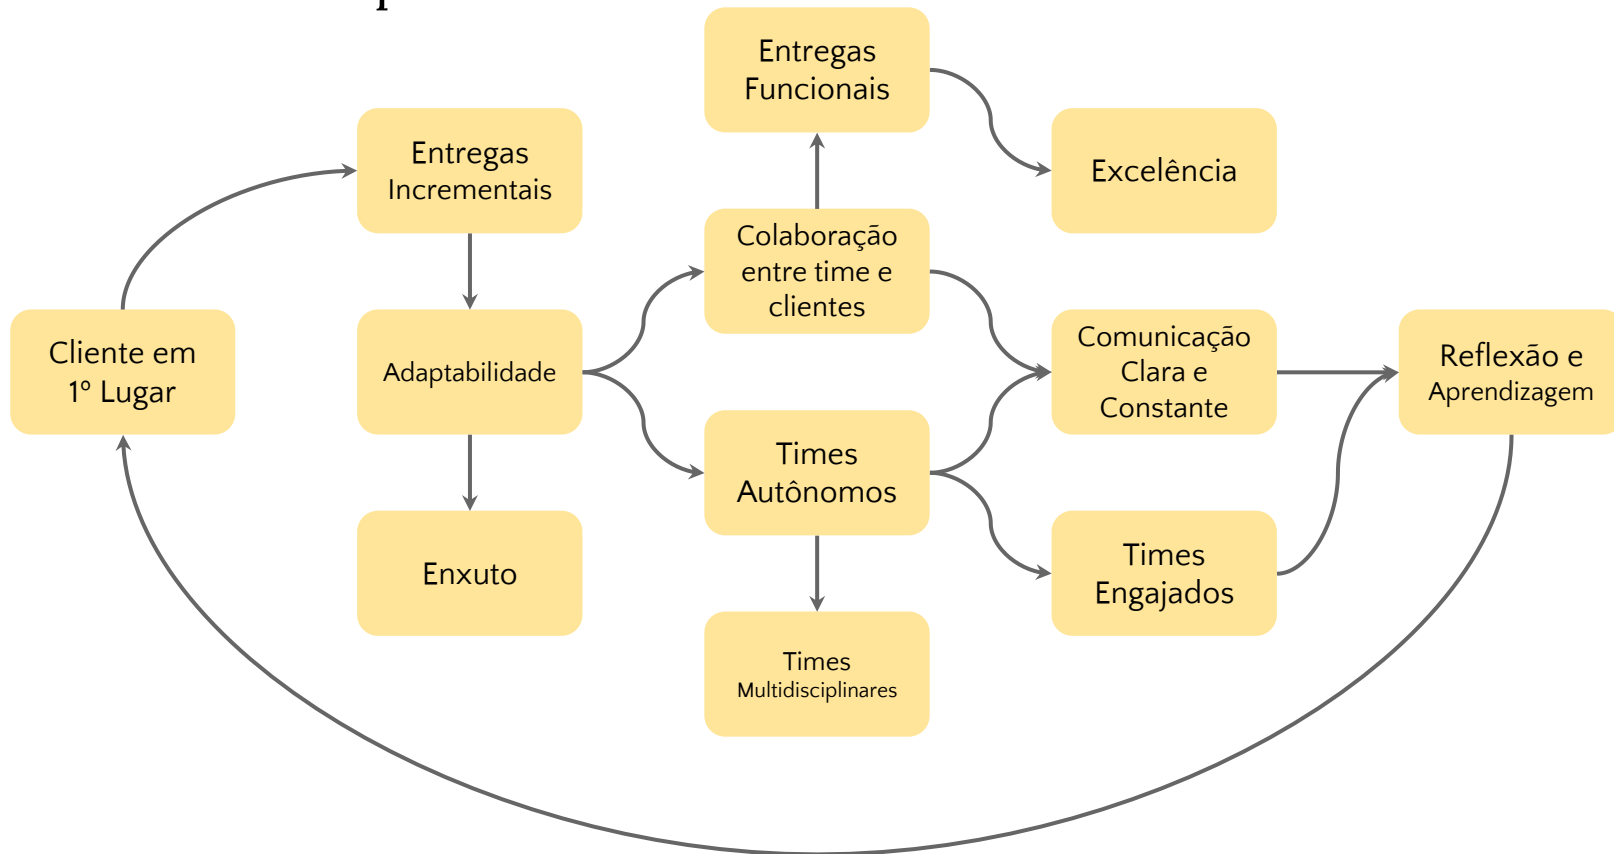 Entregas
Funcionais
Entregas
Incrementais
Excelência
Colaboração
entre time e
clientes
Cliente em
1º Lugar
Adaptabilidade
Comunicação
Clara e
Constante
Reflexão e
Aprendizagem
Times
Autônomos
Enxuto
Times
Engajados
Times
Multidisciplinares